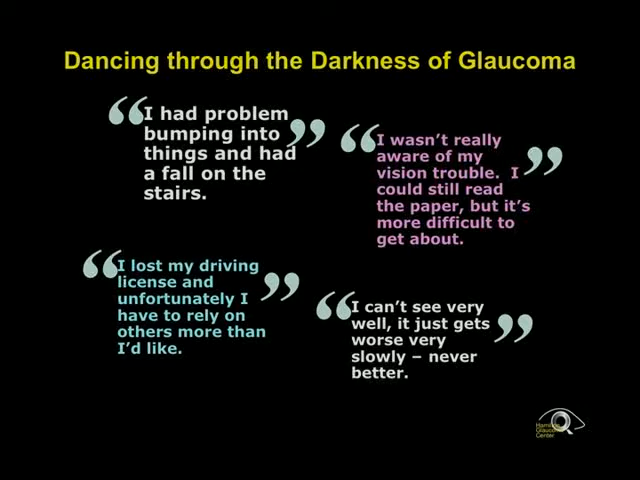 Dancing through the Darkness of Glaucoma
“I had problem
bumping into
things and had
a fall on the
stairs.”
“I wasn’t really
aware of my
vision trouble.  I
could still read
the paper, but it’s
more difficult to
get about.”
“I lost my driving
license and
unfortunately I
have to rely on
others more than
I’d like.”
“I can’t see very
well, it just gets
worse very
slowly – never
better.”
Hamilton
Glaucoma
Center